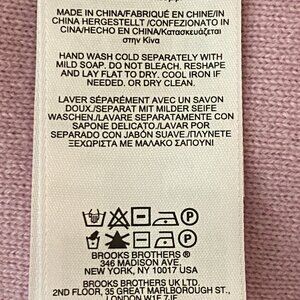 MADE IN CHINA/FABRIQUÉ EN CHINE/IN
CHINA HERGESTELLT /CONFEZIONATO IN
CINA/HECHO EN CHINA/Κατασκευάζεται
στην Κίνα
HAND WASH COLD SEPARATELY WITH
MILD SOAP. DO NOT BLEACH. RESHAPE
AND LAY FLAT TO DRY. COOL IRON IF
NEEDED. OR DRY CLEAN.
LAVER SÉPARÉMENT AVEC UN SAVON
DOUX./SEPARAT MIT MILDER SEIFE
WASCHEN./LAVARE SEPARATAMENTE CON
SAPONE DELICATO./LAVAR POR
SEPARADO CON JABÓN SUAVE./ΠΛΥΝΕΤΕ
ΞΕΧΩΡΙΣΤΑ ΜΕ ΜΑΛΑΚΟ ΣΑΠΟΥΝΙ
BROOKS BROTHERS ®
346 MADISON AVE.
NEW YORK, NY 10017 USA
BROOKS BROTHERS UK LTD
2ND FLOOR, 35 GREAT MARLBOROUGH ST.,
LONDON W1F 7JF